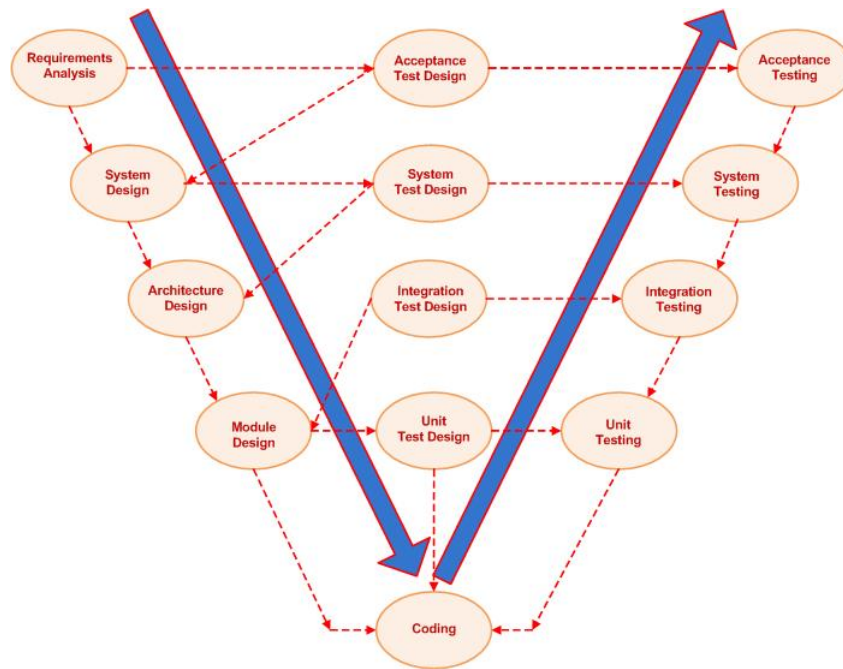 Requirements
Analysis
Acceptance
Test Design
Acceptance
Testing
System
Design
System
Test Design
System
Testing
Architecture
Design
Integration
Test Design
Integration
Testing
Module
Design
Unit
Test Design
Unit
Testing
Coding